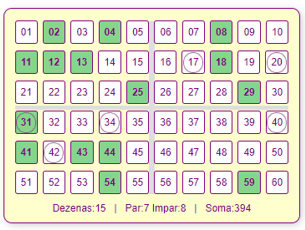 01 02 03 04 05 06 07 08 09 10
11 12 13 14 15 16 17 18 19 20
21 22 23 24 25 26 27 28 29 30
31 32 33 34 35 36 37 38 39 40
41 42 43 44 45 46 47 48 49 50
51 52 53 54 55 56 57 58 59 60
Dezenas:15 | Par:7 Impar:8 | Soma:394